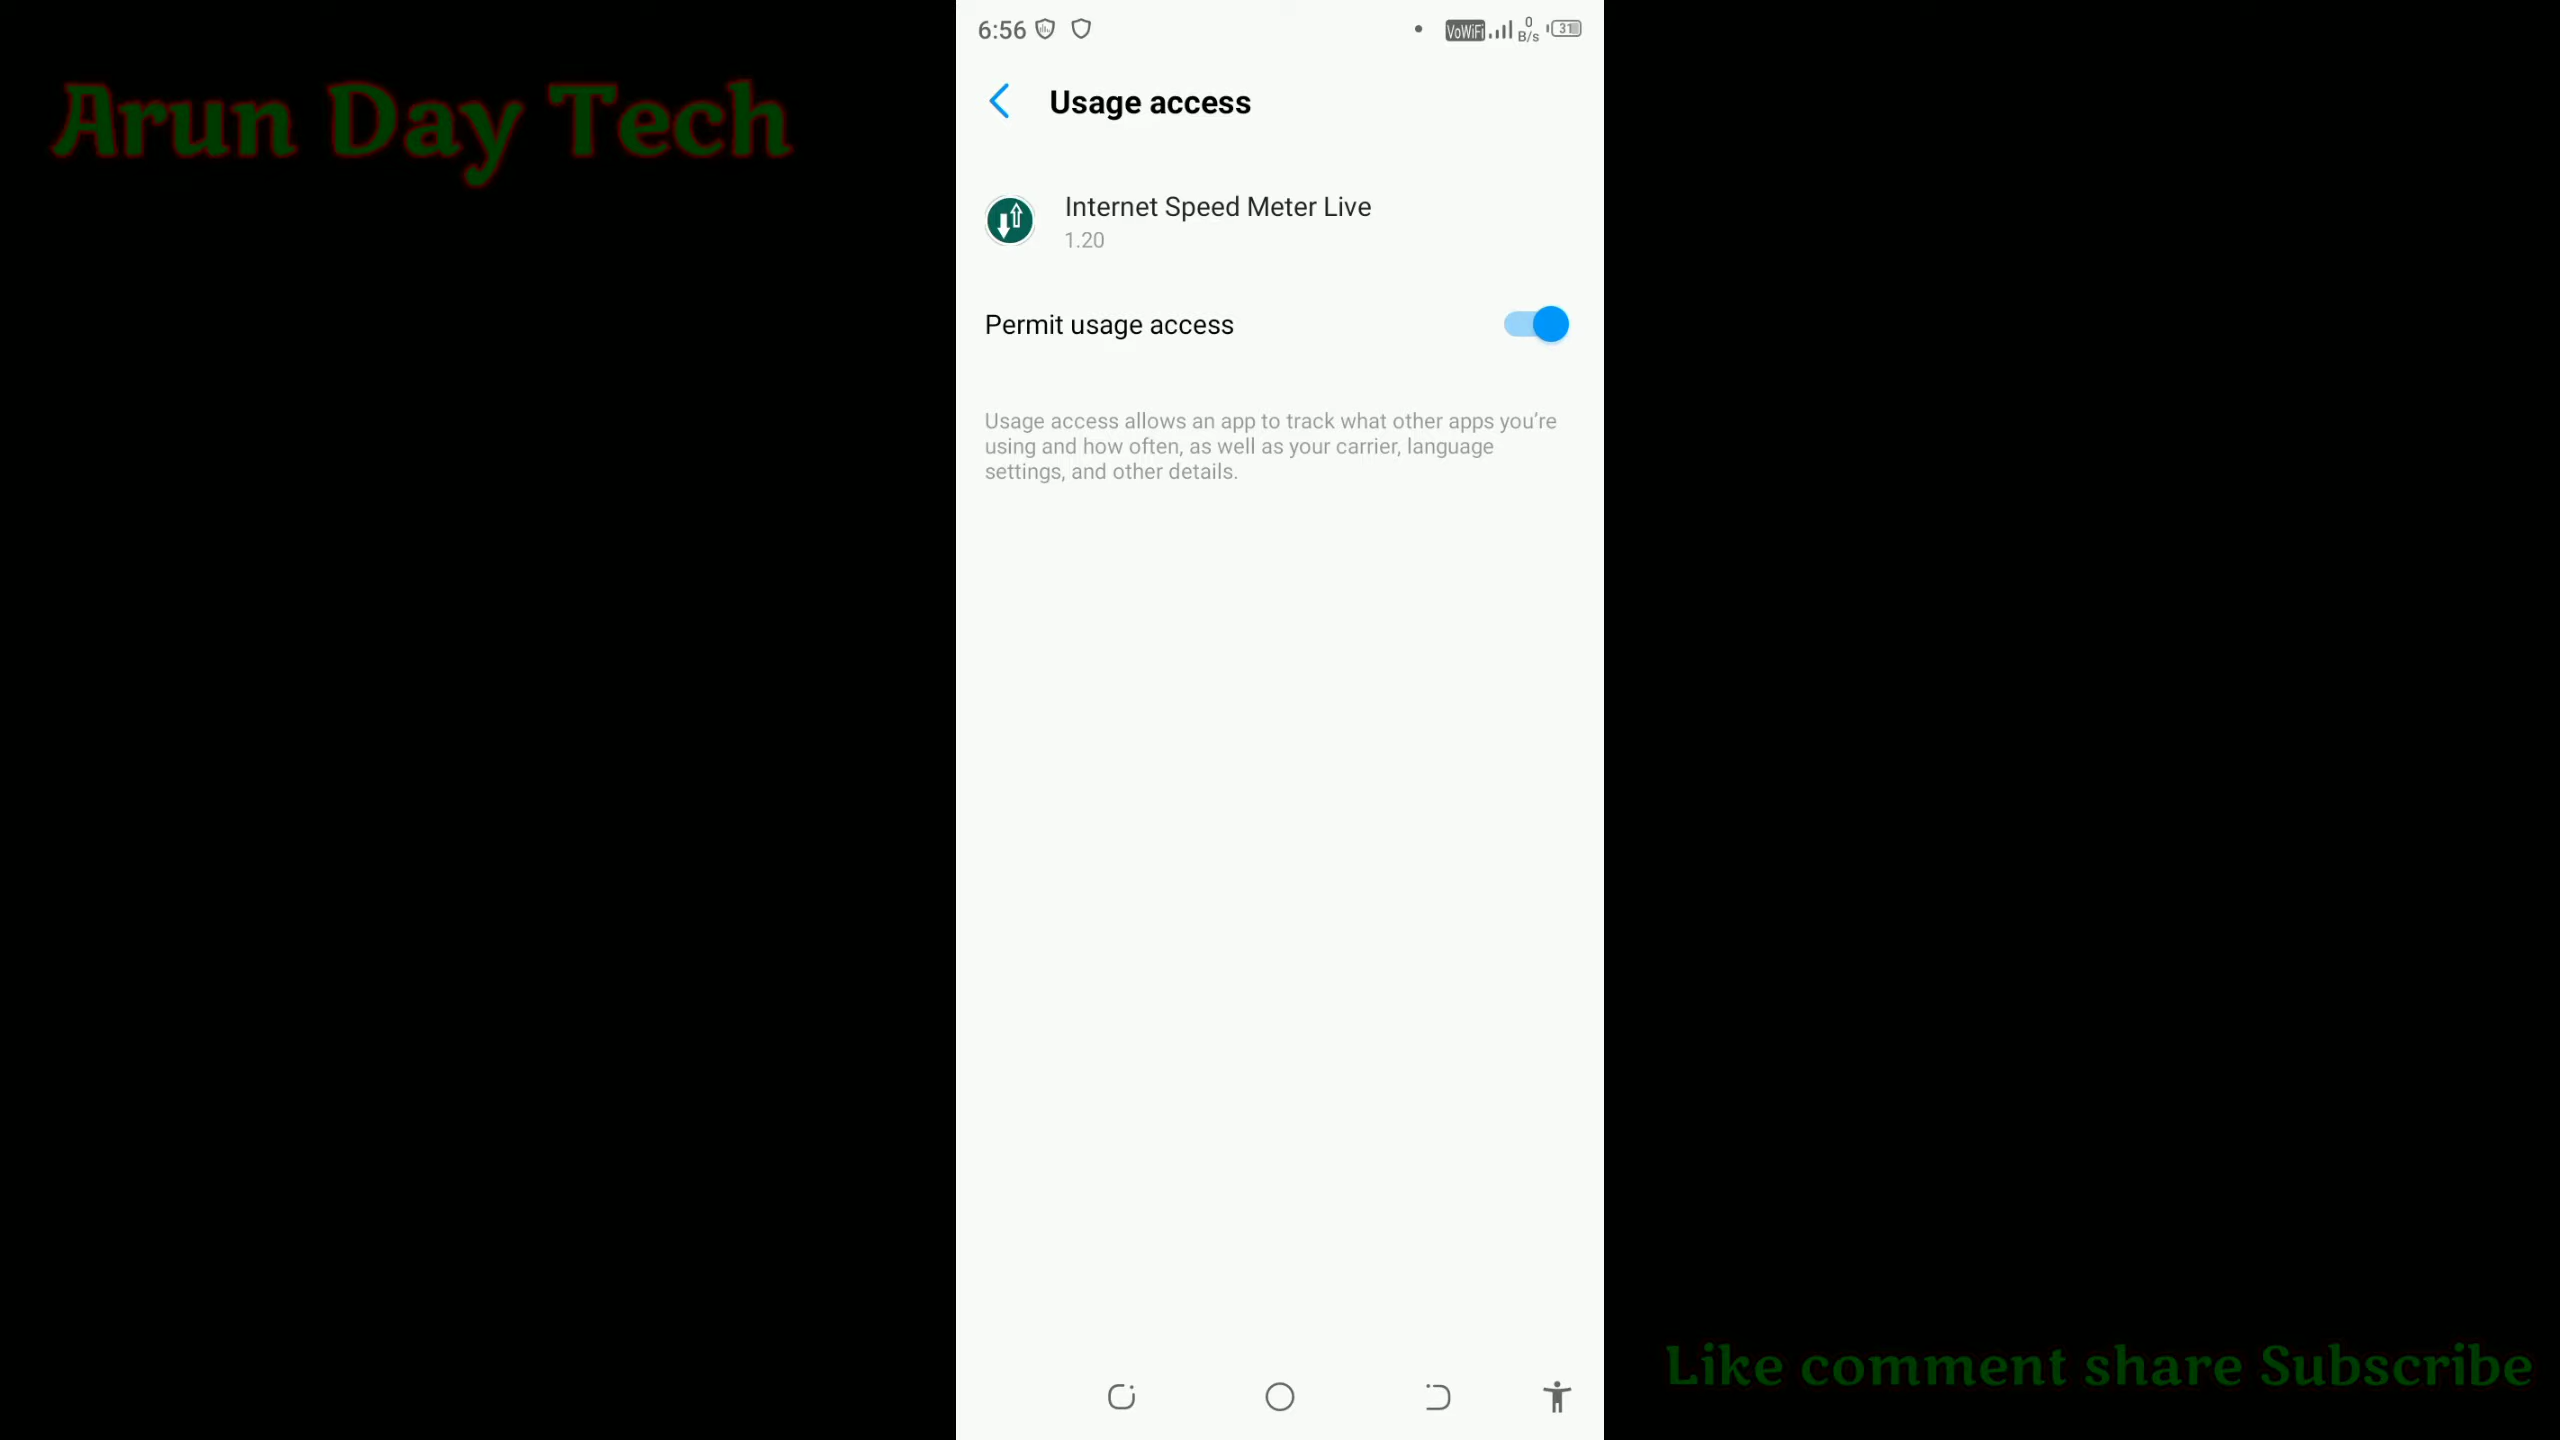 Arun Day Tech
6:56
VoWiFi
0
B/s
31
Usage access
Internet Speed Meter Live
1.20
Permit usage access
Usage access allows an app to track what other apps you’re
using and how often, as well as your carrier, language
settings, and other details.
Like comment share Subscribe